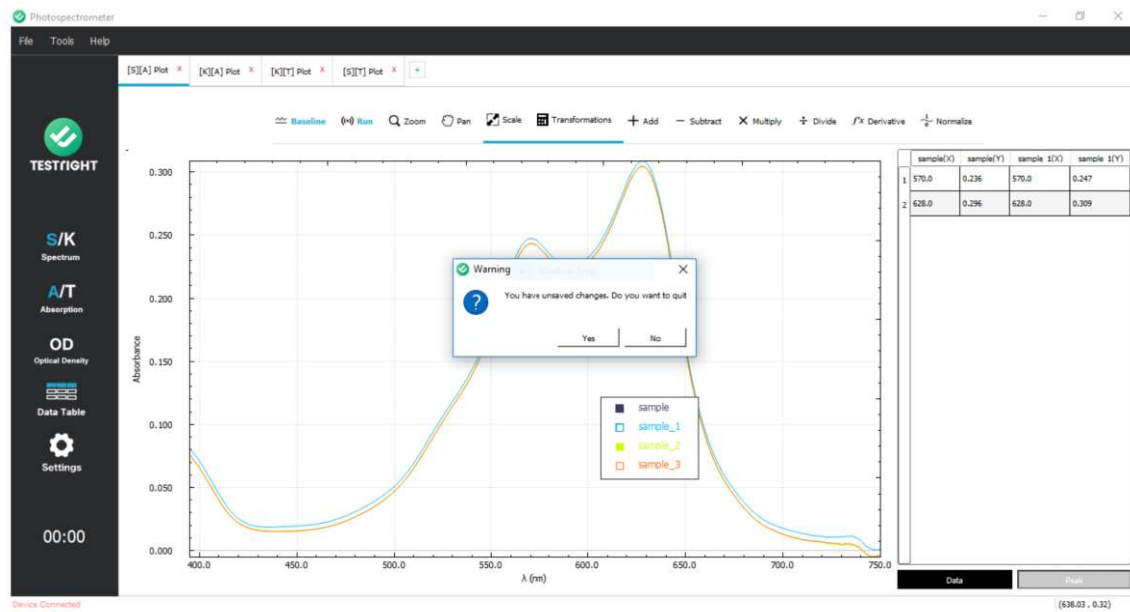 Photospectrometer
File Tools Help
[S][A] Plot X [K][A] Plot X [K][T] Plot X [S][T] Plot X +
Baseline Run Zoom Pan Scale Transformations Add Subtract Multiply Divide f'x Derivative Normalize
TESTrIGHT
S/K
Spectrum
A/T
Absorption
OD
Optical Density
Data Table
Settings
00:00
Device Connected
Absorbance
0.300
0.250
0.200
0.150
0.100
0.050
0.000
400.0 450.0 500.0 550.0 600.0 650.0 700.0 750.0
λ (nm)
Warning
You have unsaved changes. Do you want to quit
Yes No
sample
sample_1
sample_2
sample_3
sample(X) sample(Y) sample 1(X) sample 1(Y)
1 570.0 0.236 570.0 0.247
2 628.0 0.296 628.0 0.309
Data Peak
(638.03 , 0.32)